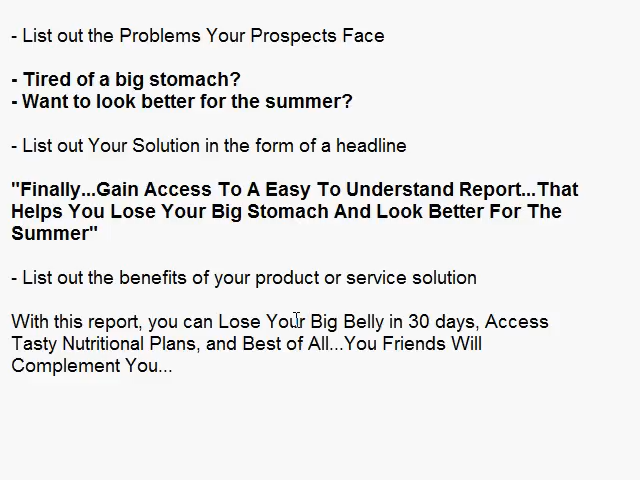 - List out the Problems Your Prospects Face
- Tired of a big stomach?
- Want to look better for the summer?
- List out Your Solution in the form of a headline
"Finally...Gain Access To A Easy To Understand Report...That
Helps You Lose Your Big Stomach And Look Better For The
Summer"
- List out the benefits of your product or service solution
With this report, you can Lose Your Big Belly in 30 days, Access
Tasty Nutritional Plans, and Best of All...You Friends Will
Complement You...